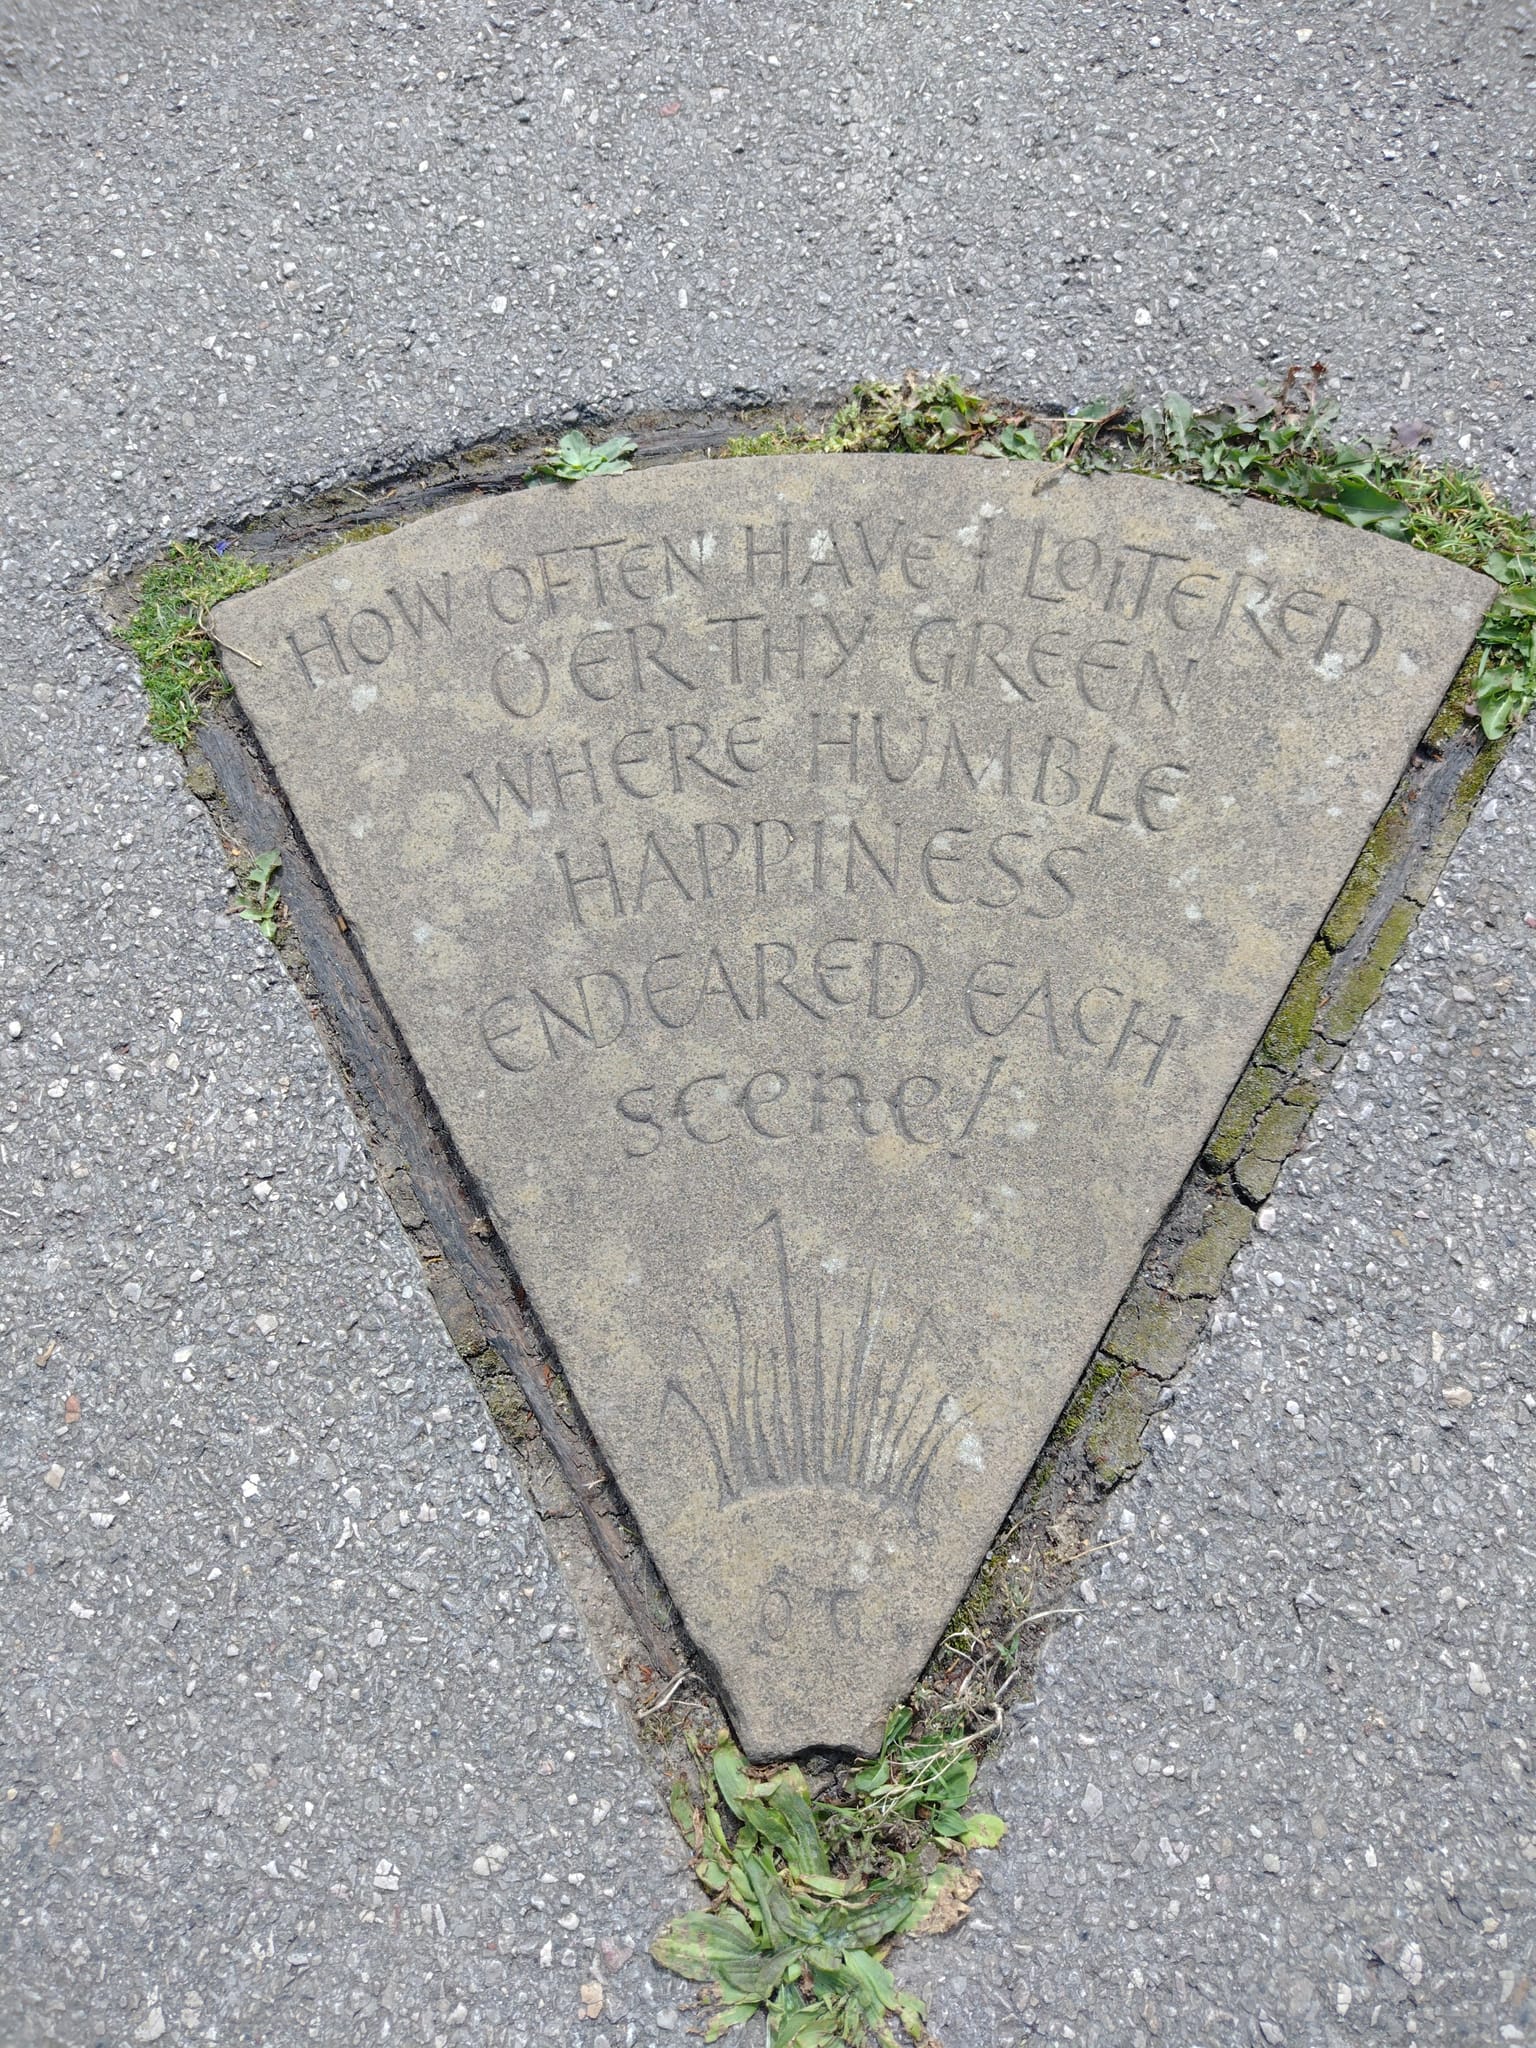 HOW OFTEN HAVE I LOITERED
O'ER THY GREEN
WHERE HUMBLE
HAPPINESS
ENDEARED EACH
scene!